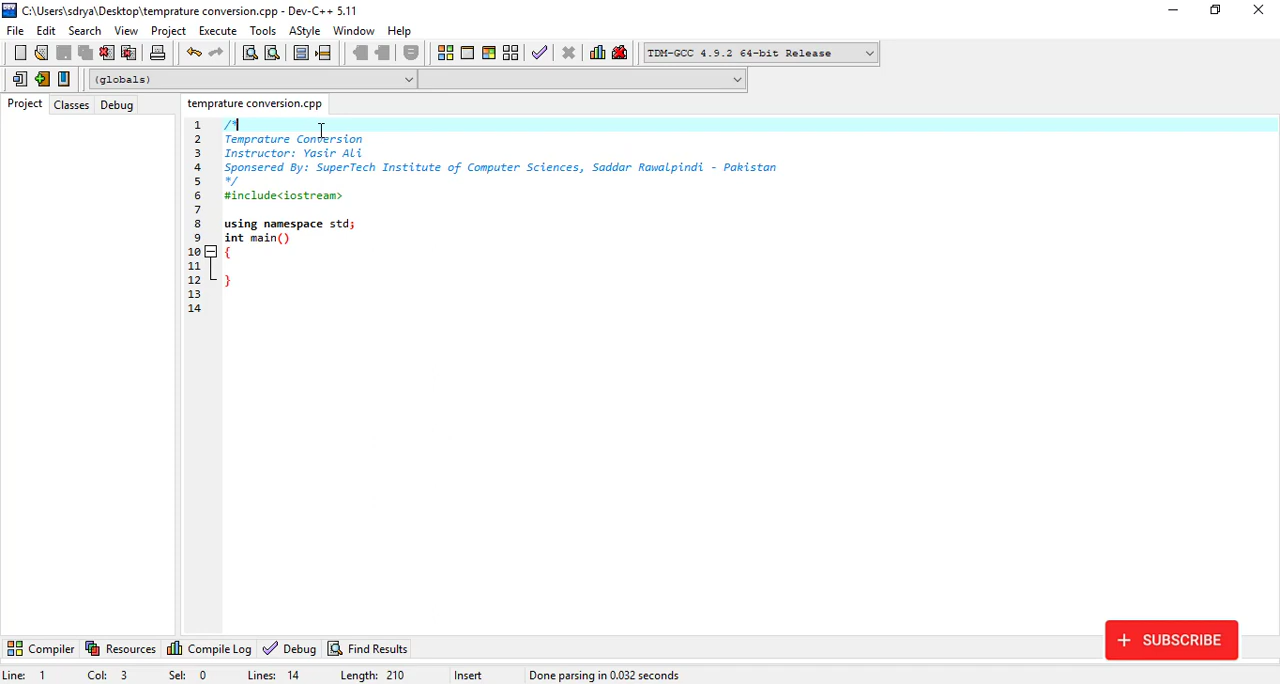 C:\Users\sdrya\Desktop\temprature conversion.cpp - Dev-C++ 5.11
File Edit Search View Project Execute Tools AStyle Window Help
TDM-GCC 4.9.2 64-bit Release
(globals)
Project Classes Debug
temprature conversion.cpp
1 /*
2 Temprature Conversion
3 Instructor: Yasir Ali
4 Sponsered By: SuperTech Institute of Computer Sciences, Saddar Rawalpindi - Pakistan
5 */
6 #include<iostream>
7
8 using namespace std;
9 int main()
10 {
11
12 }
13
14
+ SUBSCRIBE
Compiler Resources Compile Log Debug Find Results
Line: 1 Col: 3 Sel: 0 Lines: 14 Length: 210 Insert Done parsing in 0.032 seconds